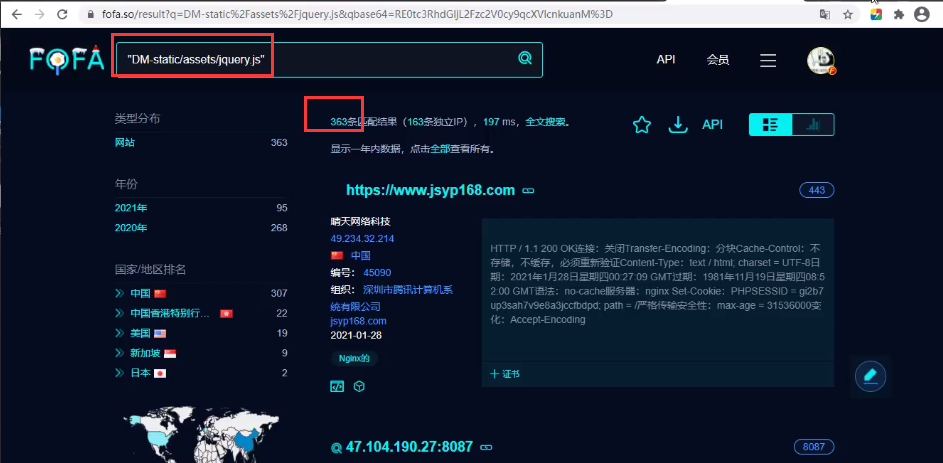 fofa.so/result?q=DM-static%2Fassets%2Fjquery.js&qbase64=RE0tc3RhdGljL2Fzc2V0cy9qcXVlcnkuanM%3D
FOFA
"DM-static/assets/jquery.js"
API
会员
类型分布
网站 363
年份
2021年 95
2020年 268
国家/地区排名
中国 307
中国香港特别行… 22
美国 19
新加坡 9
日本 2
363条匹配结果（163条独立IP），197 ms，全文搜索。
API
显示一年内数据，点击全部查看所有。
https://www.jsyp168.com
443
晴天网络科技
49.234.32.214
中国
编号： 45090
组织： 深圳市腾讯计算机系
统有限公司
jsyp168.com
2021-01-28
Nginx的
HTTP / 1.1 200 OK连接：关闭Transfer-Encoding：分块Cache-Control：不
存储，不缓存，必须重新验证Content-Type：text / html; charset = UTF-8日
期：2021年1月28日星期四00:27:09 GMT过期：1981年11月19日星期四08:5
2:00 GMT语法：no-cache服务器：nginx Set-Cookie：PHPSESSID = gi2b7
up3sah7v9e8a3jccfbdpd; path = /严格传输安全性：max-age = 31536000变
化：Accept-Encoding
证书
47.104.190.27:8087
8087